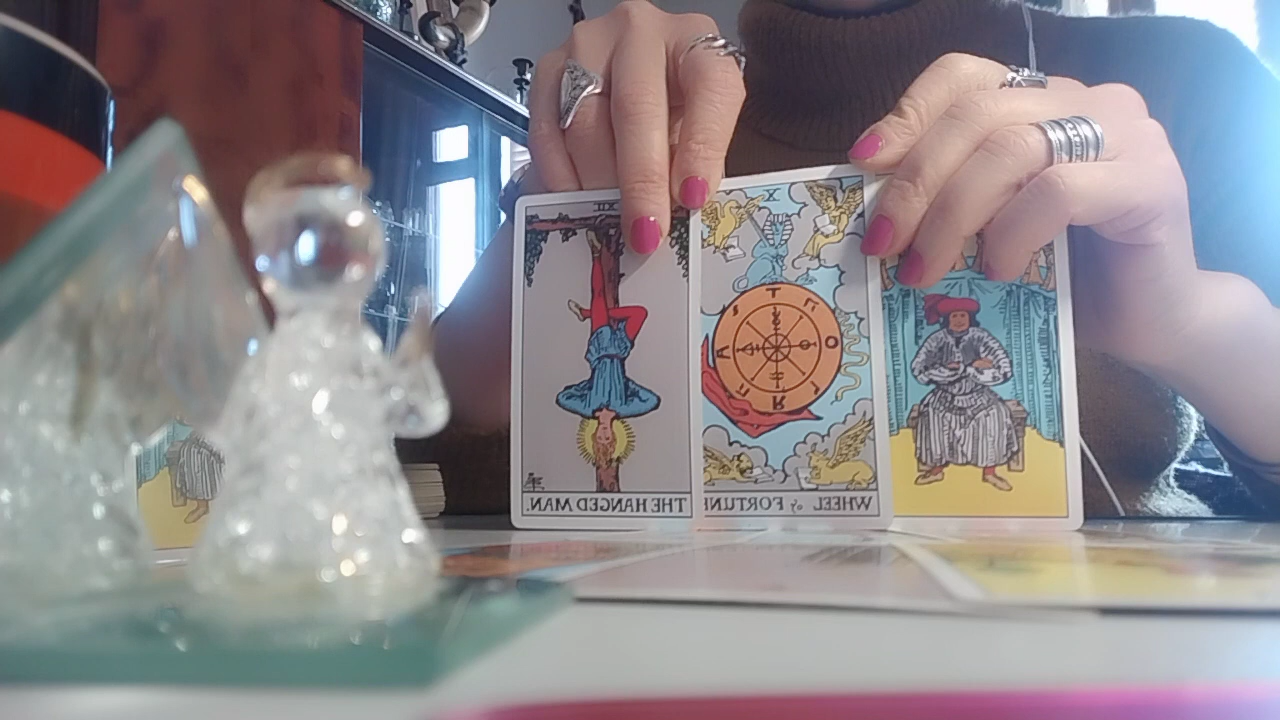 XII
X
T
A
O
R
THE HANGED MAN.
WHEEL of FORTUN